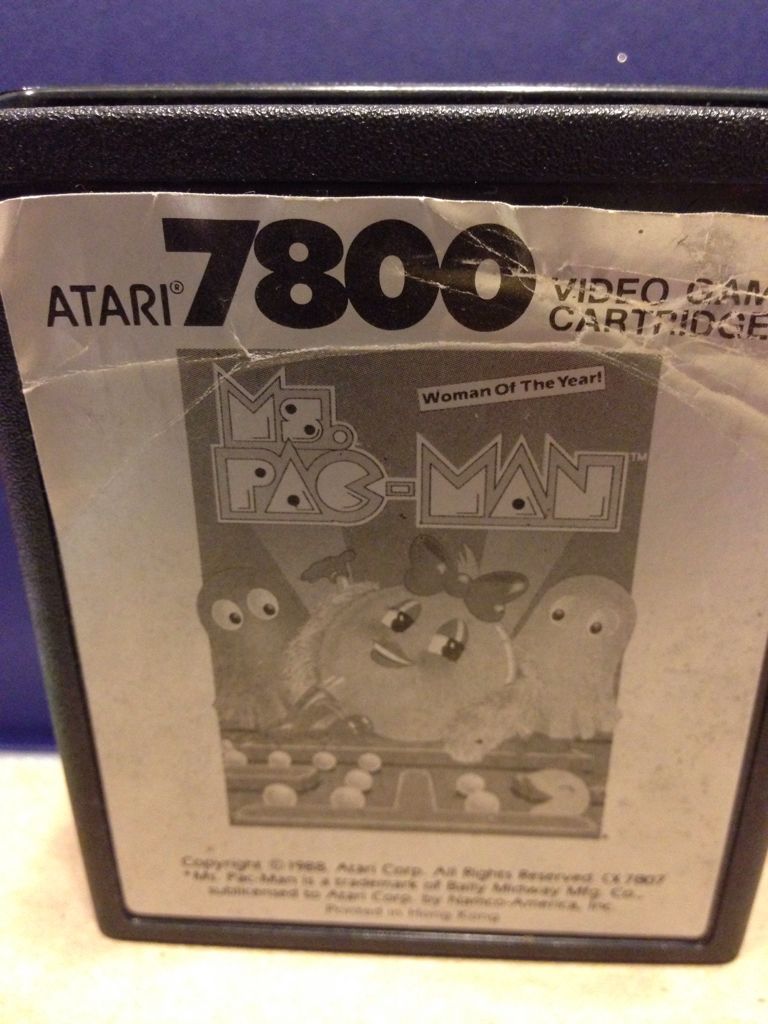 ATARI® 7800 VIDEO GAM
CARTRIDGE
Woman Of The Year!
Ms.
PAC-MAN™
Copyright © 1988, Atari Corp. All Rights Reserved. CX7807
*Ms. Pac-Man is a trademark of Bally Midway Mfg. Co.,
sublicensed to Atari Corp. by Namco-America, Inc.
Printed in Hong Kong